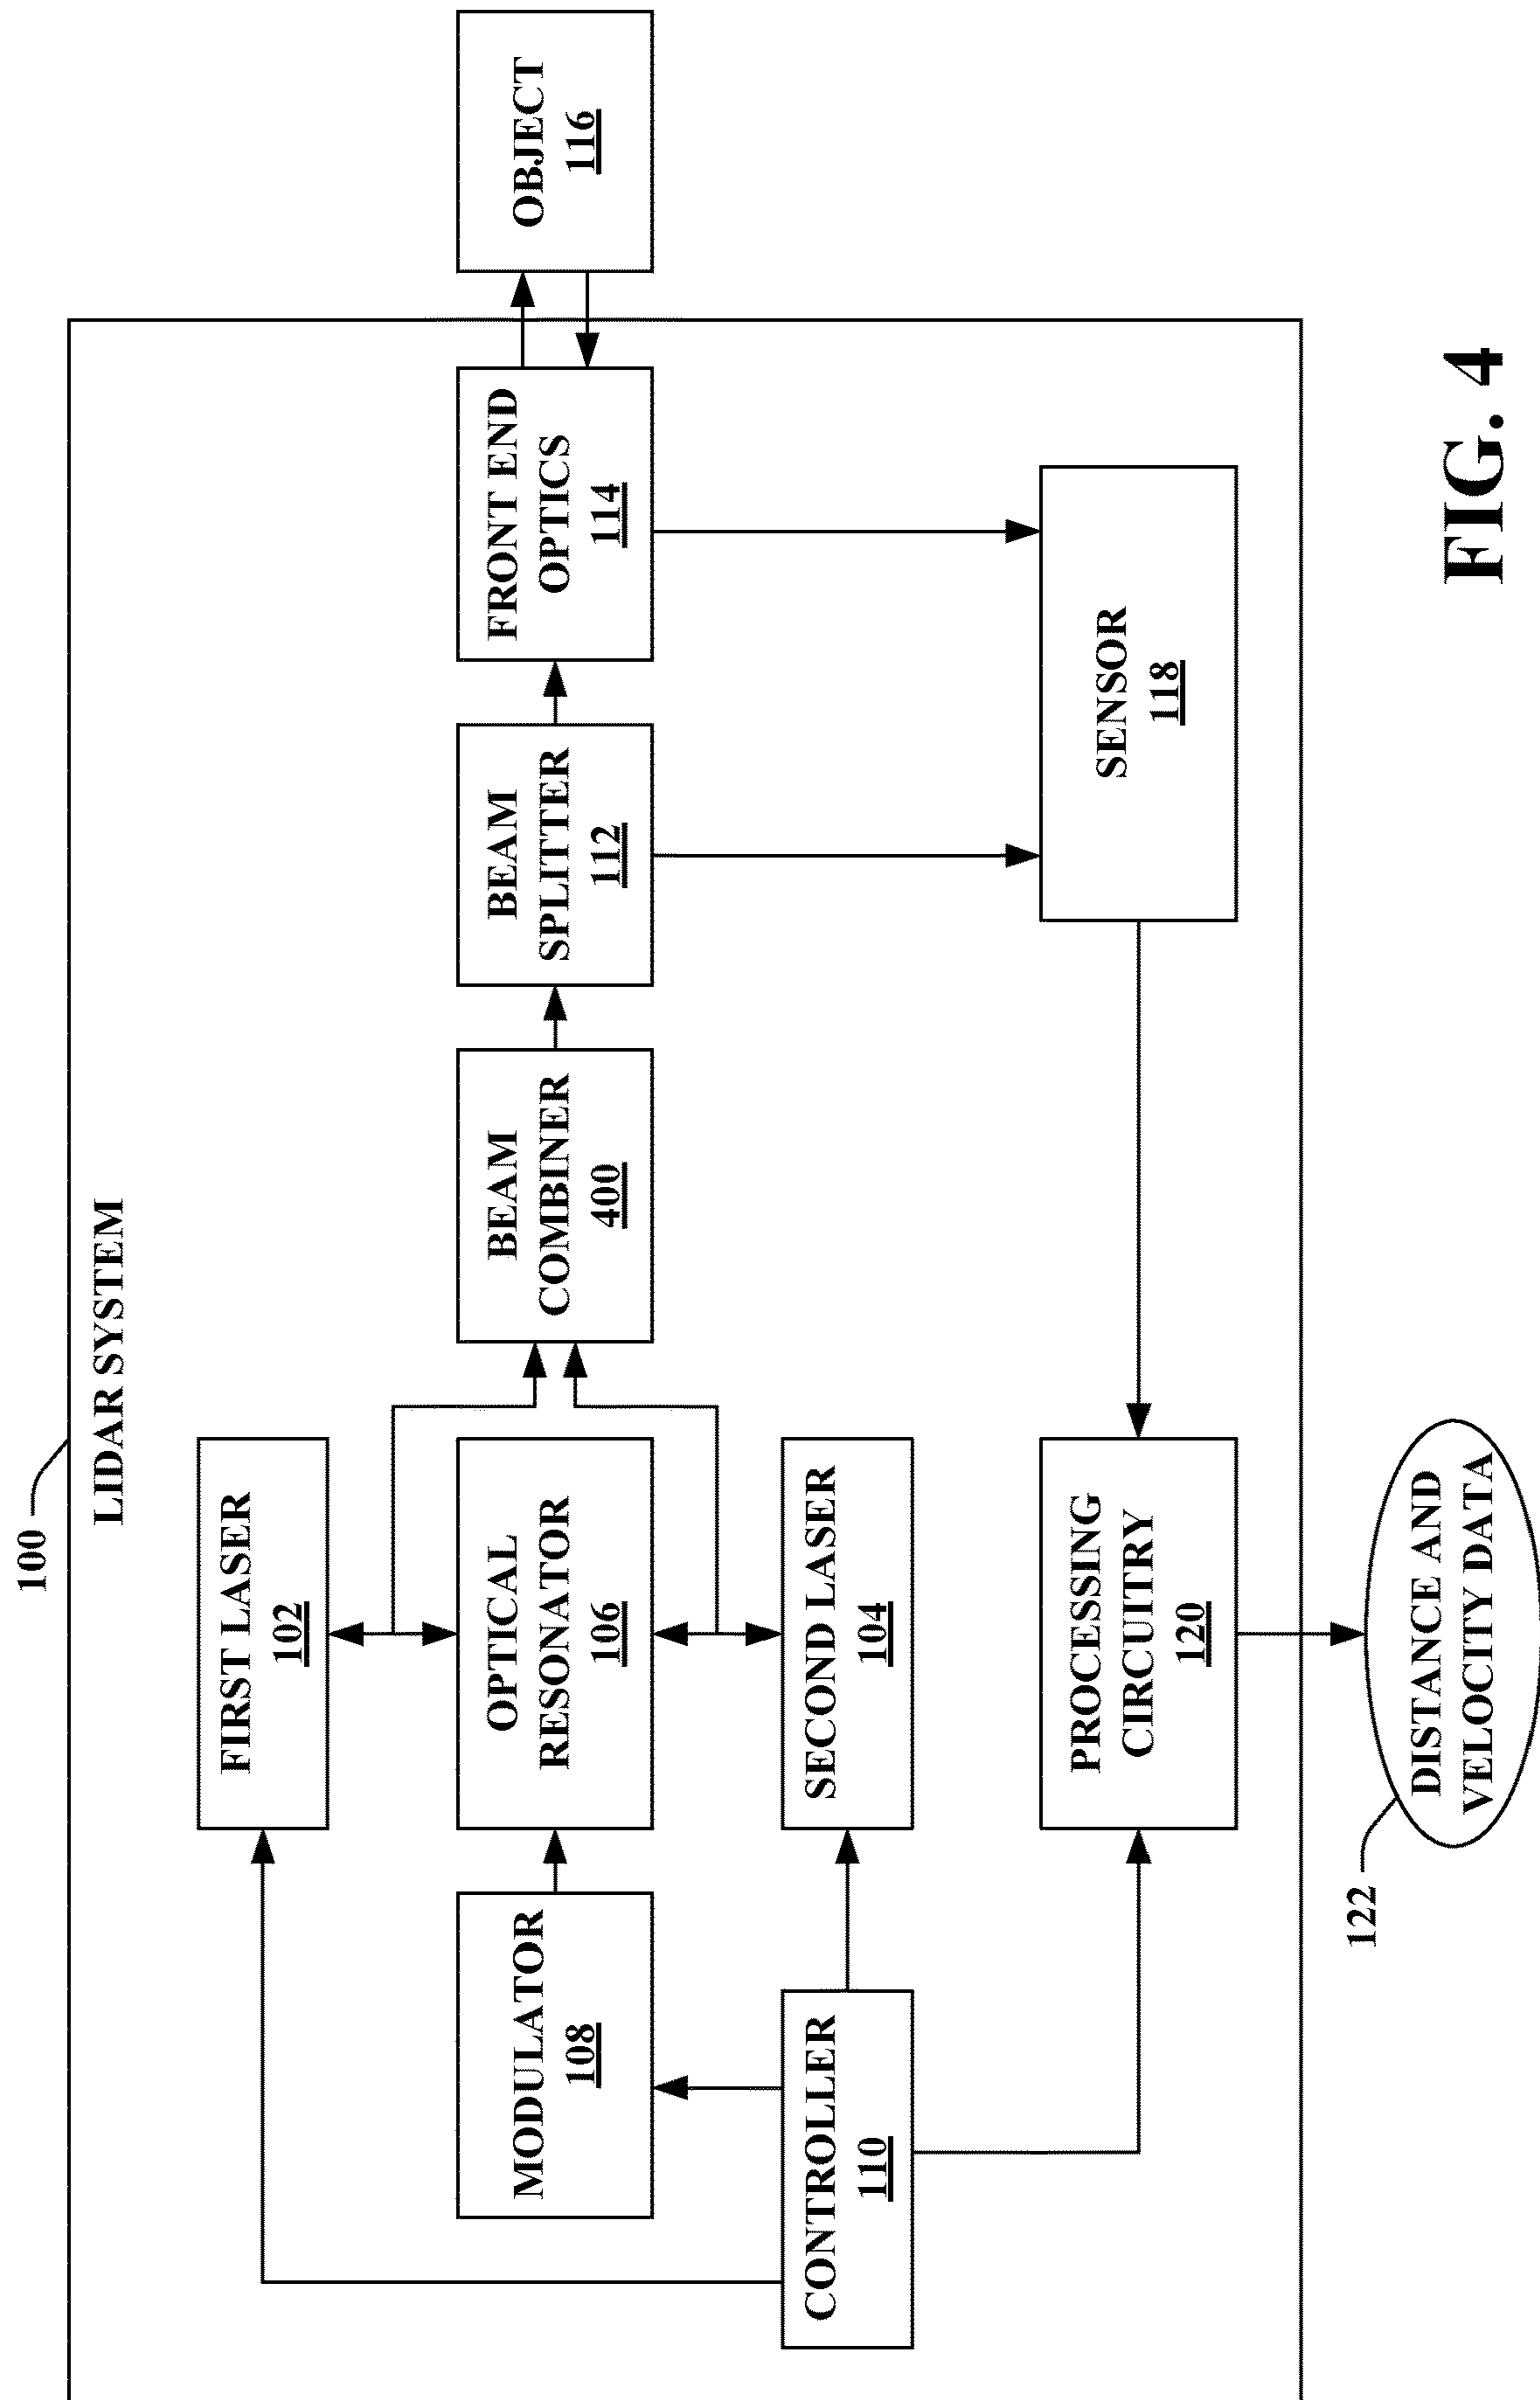 100
LIDAR SYSTEM
FIRST LASER
102
MODULATOR
108
OPTICAL
RESONATOR
106
BEAM
COMBINER
400
BEAM
SPLITTER
112
FRONT END
OPTICS
114
OBJECT
116
CONTROLLER
110
SECOND LASER
104
PROCESSING
CIRCUITRY
120
SENSOR
118
122
DISTANCE AND
VELOCITY DATA
FIG. 4